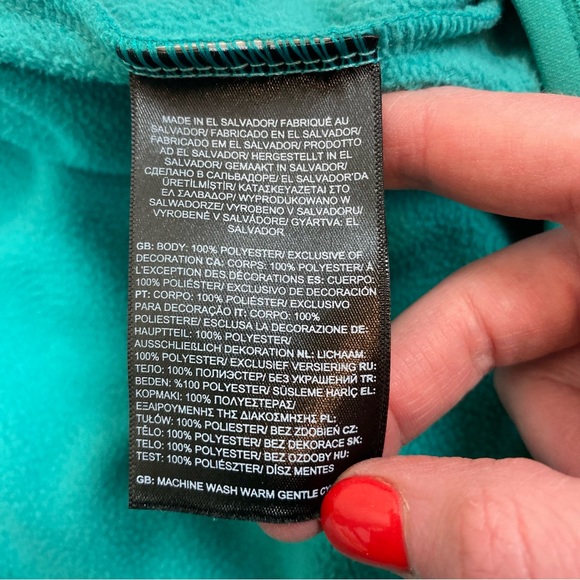 MADE IN EL SALVADOR/ FABRIQUÉ AU
SALVADOR/ FABRICADO EN EL SALVADOR/
FABRICADO EM EL SALVADOR/ PRODOTTO
AD EL SALVADOR/ HERGESTELLT IN EL
SALVADOR/ GEMAAKT IN SALVADOR/
СДЕЛАНО В САЛЬВАДОРЕ/ EL SALVADOR'DA
ÜRETİLMİŞTİR/ ΚΑΤΑΣΚΕΥΑΖΕΤΑΙ ΣΤΟ
ΕΛ ΣΑΛΒΑΔΟΡ/ WYPRODUKOWANO W
SALWADORZE/ VYROBENO V SALVADORU/
VYROBENÉ V SALVÁDORE/ GYÁRTVA: EL
SALVADOR
GB: BODY: 100% POLYESTER/ EXCLUSIVE OF
DECORATION CA: CORPS: 100% POLYESTER/ À
L'EXCEPTION DES DÉCORATIONS ES: CUERPO:
100% POLIÉSTER/ EXCLUSIVO DE DECORACIÓN
PT: CORPO: 100% POLIÉSTER/ EXCLUSIVO
PARA DECORAÇÃO IT: CORPO: 100%
POLIESTERE/ ESCLUSA LA DECORAZIONE DE:
HAUPTTEIL: 100% POLYESTER/
AUSSCHLIEßLICH DEKORATION NL: LICHAAM:
100% POLYESTER/ EXCLUSIEF VERSIERING RU:
ТЕЛО: 100% ПОЛИЭСТЕР/ БЕЗ УКРАШЕНИЙ TR:
BEDEN: %100 POLYESTER/ SÜSLEME HARİÇ EL:
ΚΟΡΜΑΚΙ: 100% ΠΟΛΥΕΣΤΕΡΑΣ/
ΕΞΑΙΡΟΥΜΕΝΗΣ ΤΗΣ ΔΙΑΚΟΣΜΗΣΗΣ PL:
TUŁÓW: 100% POLYESTER/ BEZ ZDOBIEŃ CZ:
TĚLO: 100% POLYESTER/ BEZ DEKORACE SK:
TELO: 100% POLYESTER/ BEZ OZDOBY HU:
TEST: 100% POLIÉSZTER/ DÍSZ MENTES
GB: MACHINE WASH WARM GENTLE